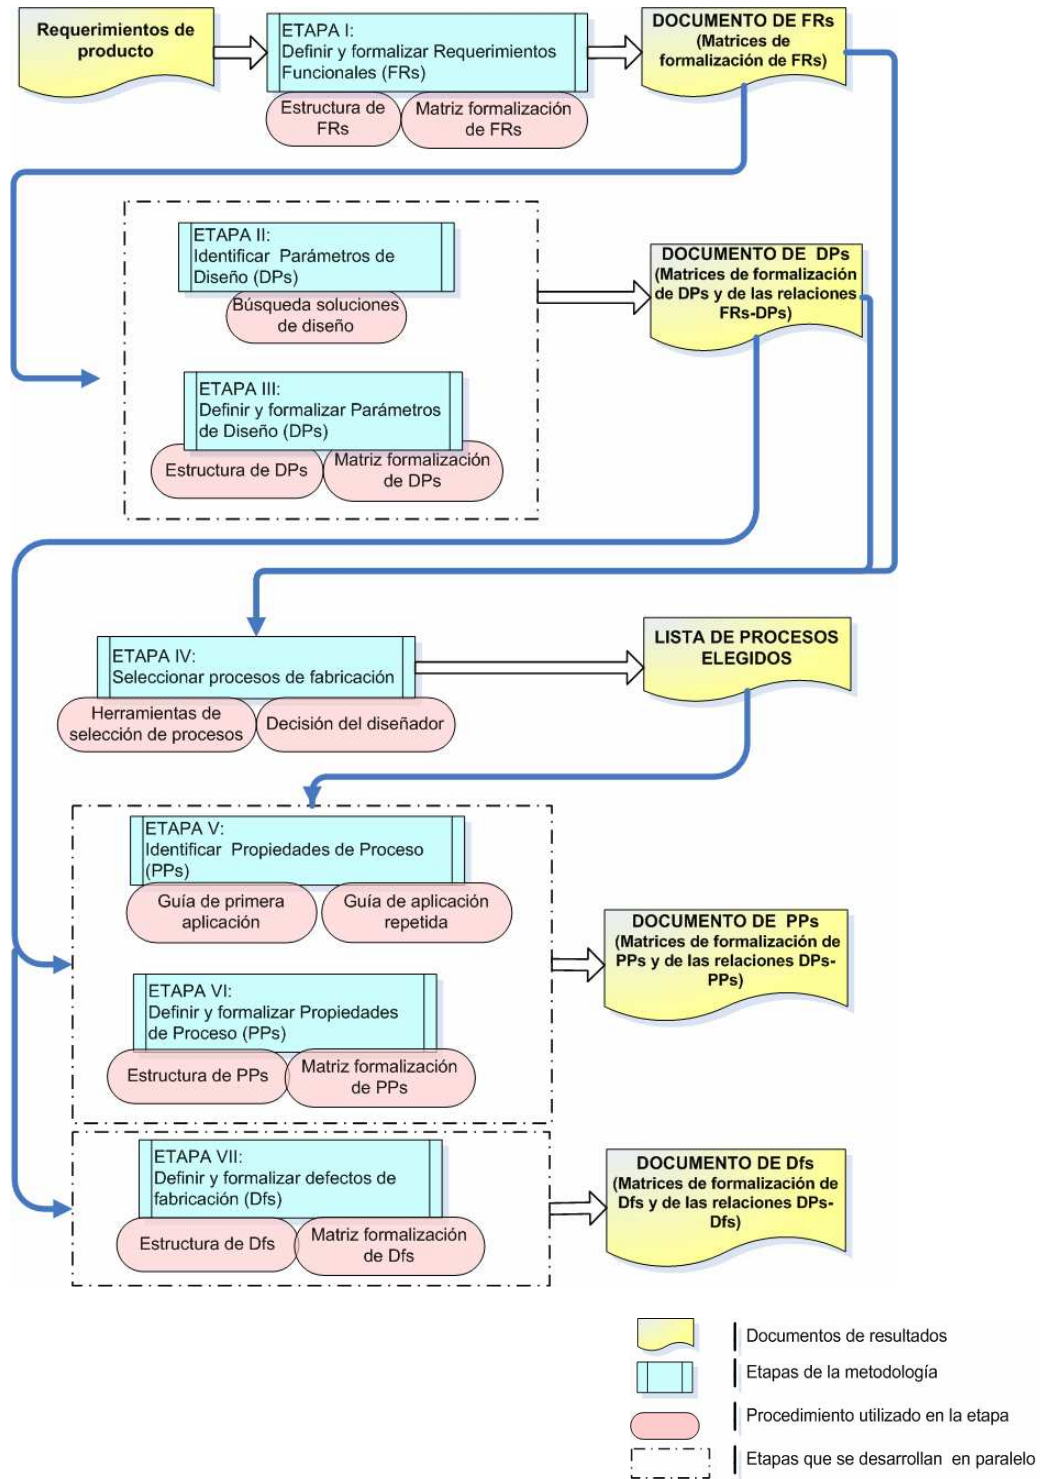 Requerimientos de
producto
ETAPA I:
Definir y formalizar Requerimientos
Funcionales (FRs)
Estructura de
FRs
Matriz formalización
de FRs
DOCUMENTO DE FRs
(Matrices de
formalización de FRs)
ETAPA II:
Identificar Parámetros de
Diseño (DPs)
Búsqueda soluciones
de diseño
DOCUMENTO DE DPs
(Matrices de formalización
de DPs y de las relaciones
FRs-DPs)
ETAPA III:
Definir y formalizar Parámetros
de Diseño (DPs)
Estructura de DPs
Matriz formalización
de DPs
ETAPA IV:
Seleccionar procesos de fabricación
Herramientas de
selección de procesos
Decisión del diseñador
LISTA DE PROCESOS
ELEGIDOS
ETAPA V:
Identificar Propiedades de Proceso
(PPs)
Guía de primera
aplicación
Guía de aplicación
repetida
DOCUMENTO DE PPs
(Matrices de formalización de
PPs y de las relaciones DPs-
PPs)
ETAPA VI:
Definir y formalizar Propiedades
de Proceso (PPs)
Estructura de PPs
Matriz formalización
de PPs
ETAPA VII:
Definir y formalizar defectos de
fabricación (Dfs)
Estructura de Dfs
Matriz formalización
de Dfs
DOCUMENTO DE Dfs
(Matrices de formalización de
Dfs y de las relaciones DPs-
Dfs)
Documentos de resultados
Etapas de la metodología
Procedimiento utilizado en la etapa
Etapas que se desarrollan en paralelo